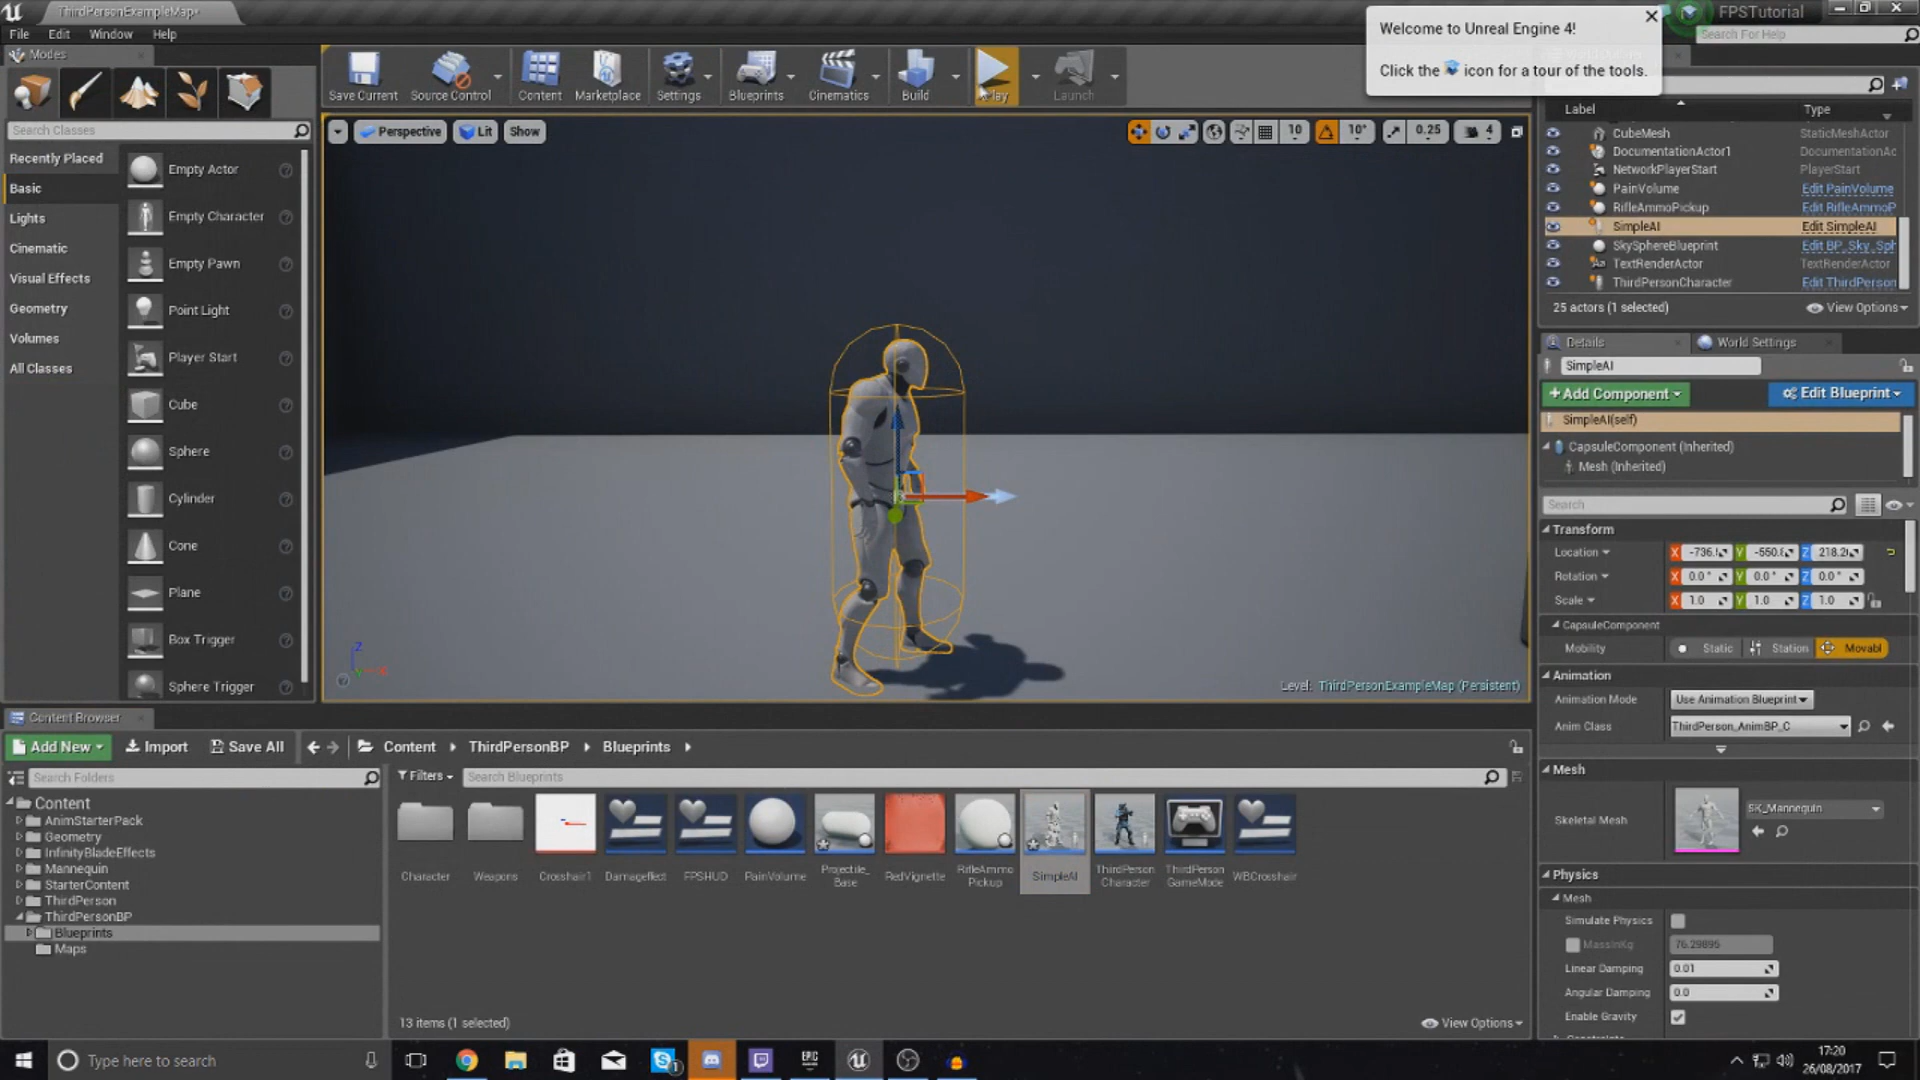 ThirdPersonExampleMap*
FPSTutorial
File Edit Window Help
Search For Help
Welcome to Unreal Engine 4!
Click the icon for a tour of the tools.
Modes
Save Current
Source Control
Content
Marketplace
Settings
Blueprints
Cinematics
Build
Play
Launch
Search Classes
Recently Placed
Basic
Lights
Cinematic
Visual Effects
Geometry
Volumes
All Classes
Empty Actor
Empty Character
Empty Pawn
Point Light
Player Start
Cube
Sphere
Cylinder
Cone
Plane
Box Trigger
Sphere Trigger
Perspective Lit Show
10 10° 0.25 4
Level: ThirdPersonExampleMap (Persistent)
Label Type
CubeMesh StaticMeshActor
DocumentationActor1 DocumentationAc
NetworkPlayerStart PlayerStart
PainVolume Edit PainVolume
RifleAmmoPickup Edit RifleAmmoP
SimpleAI Edit SimpleAI
SkySphereBlueprint Edit BP_Sky_Sph
TextRenderActor TextRenderActor
ThirdPersonCharacter Edit ThirdPerson
25 actors (1 selected) View Options
Details World Settings
SimpleAI
+Add Component Edit Blueprint
SimpleAI(self)
CapsuleComponent (Inherited)
Mesh (Inherited)
Search
Transform
Location X -736. Y -550. Z 218.2
Rotation X 0.0° Y 0.0° Z 0.0°
Scale X 1.0 Y 1.0 Z 1.0
CapsuleComponent
Mobility Static Station Movabl
Animation
Animation Mode Use Animation Blueprint
Anim Class ThirdPerson_AnimBP_C
Mesh
Skeletal Mesh SK_Mannequin
Physics
Mesh
Simulate Physics
MassInKg 76.29895
Linear Damping 0.01
Angular Damping 0.0
Enable Gravity
Content Browser
Add New Import Save All Content ThirdPersonBP Blueprints
Search Folders
Filters Search Blueprints
Content
AnimStarterPack
Geometry
InfinityBladeEffects
Mannequin
StarterContent
ThirdPerson
ThirdPersonBP
Blueprints
Maps
Character
Weapons
Crosshair1
Dameffect
FPSHUD
PainVolume
Projectile_
Base
RedVignette
RifleAmmo
Pickup
SimpleAI
ThirdPerson
Character
ThirdPerson
GameMode
WBCrosshair
13 items (1 selected) View Options
Type here to search
EPIC
17:20
26/08/2017